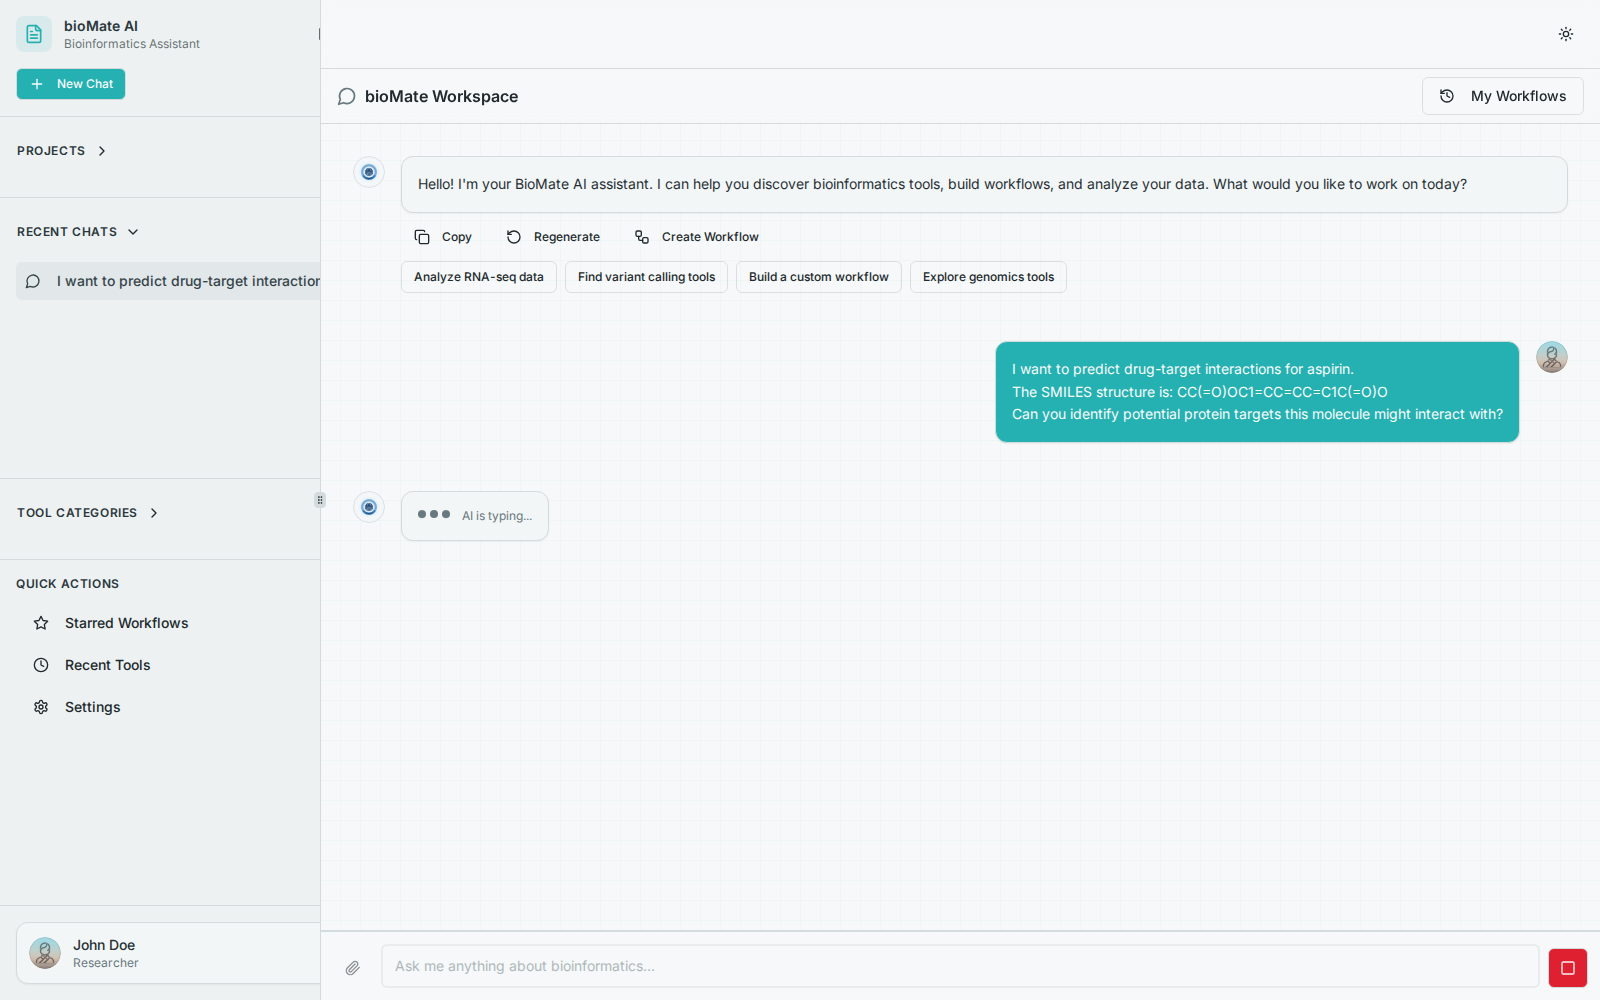 bioMate AI
Bioinformatics Assistant
New Chat
PROJECTS
RECENT CHATS
I want to predict drug-target interaction
TOOL CATEGORIES
QUICK ACTIONS
Starred Workflows
Recent Tools
Settings
John Doe
Researcher
bioMate Workspace
My Workflows
Hello! I'm your BioMate AI assistant. I can help you discover bioinformatics tools, build workflows, and analyze your data. What would you like to work on today?
Copy Regenerate Create Workflow
Analyze RNA-seq data Find variant calling tools Build a custom workflow Explore genomics tools
I want to predict drug-target interactions for aspirin.
The SMILES structure is: CC(=O)OC1=CC=CC=C1C(=O)O
Can you identify potential protein targets this molecule might interact with?
AI is typing...
Ask me anything about bioinformatics...